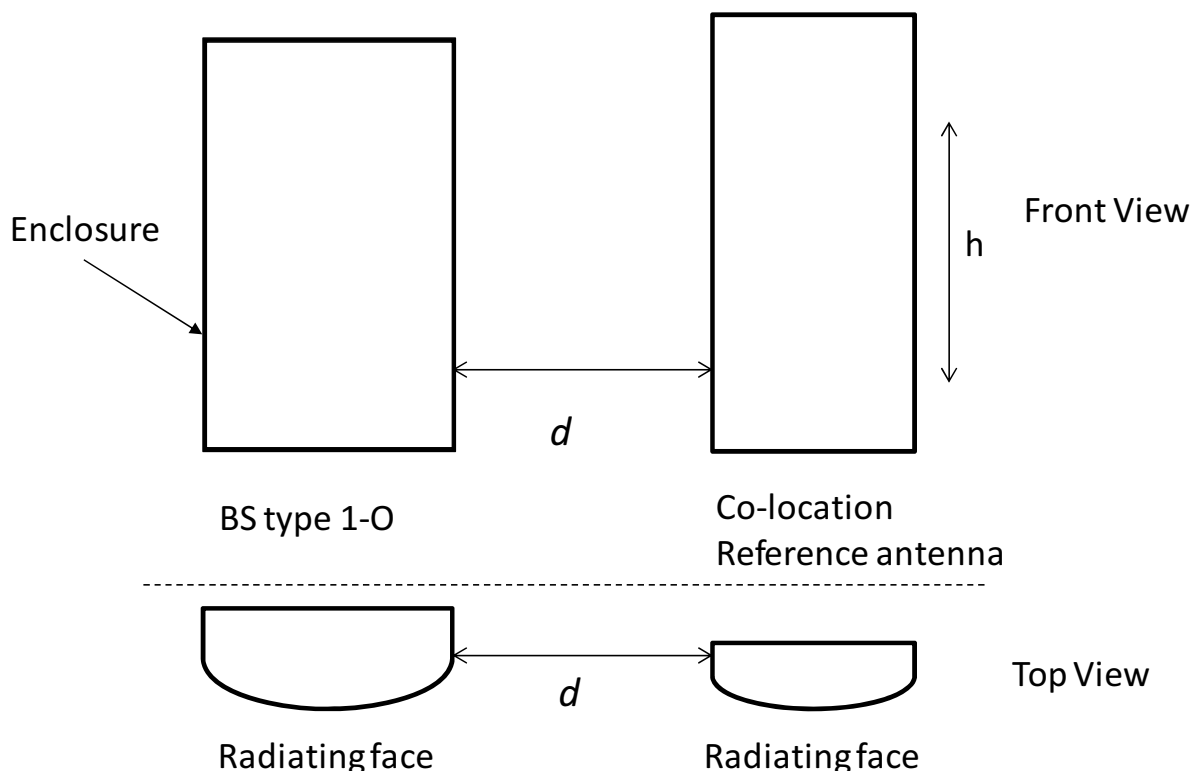 Enclosure
Front View
h
d
BS type 1-O
Co-location
Reference antenna
d
Top View
Radiating face
Radiating face